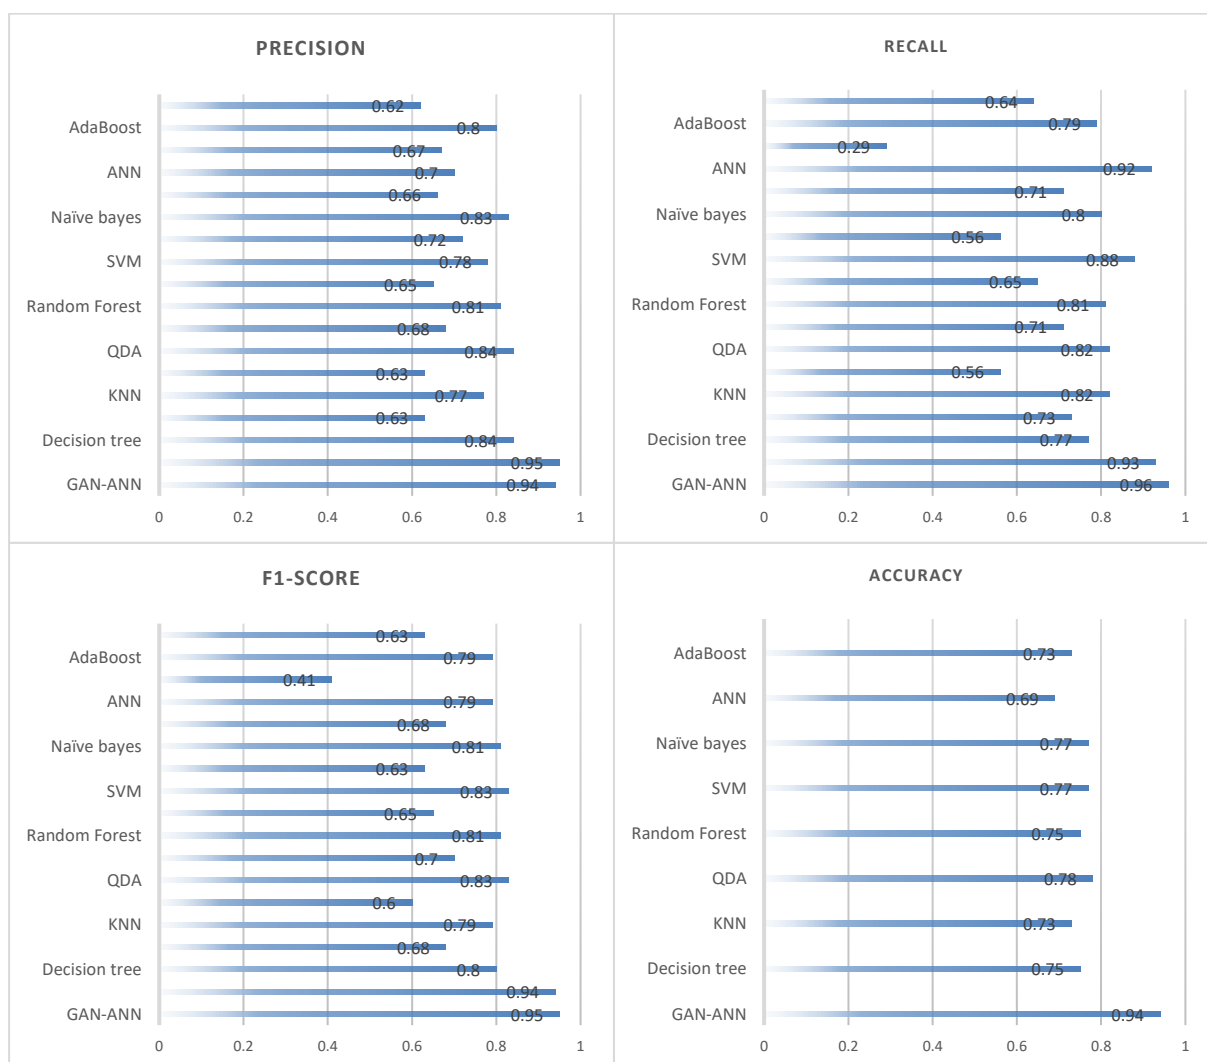 PRECISION
0.62
AdaBoost 0.8
0.67
ANN 0.7
0.66
Naïve bayes 0.83
0.72
SVM 0.78
0.65
Random Forest 0.81
0.68
QDA 0.84
0.63
KNN 0.77
0.63
Decision tree 0.84
0.95
GAN-ANN 0.94
0 0.2 0.4 0.6 0.8 1
RECALL
0.64
AdaBoost 0.79
0.29
ANN 0.92
0.71
Naïve bayes 0.8
0.56
SVM 0.88
0.65
Random Forest 0.81
0.71
QDA 0.82
0.56
KNN 0.82
0.73
Decision tree 0.77
0.93
GAN-ANN 0.96
0 0.2 0.4 0.6 0.8 1
F1-SCORE
0.63
AdaBoost 0.79
0.41
ANN 0.79
0.68
Naïve bayes 0.81
0.63
SVM 0.83
0.65
Random Forest 0.81
0.7
QDA 0.83
0.6
KNN 0.79
0.68
Decision tree 0.8
0.94
GAN-ANN 0.95
0 0.2 0.4 0.6 0.8 1
ACCURACY
AdaBoost 0.73
ANN 0.69
Naïve bayes 0.77
SVM 0.77
Random Forest 0.75
QDA 0.78
KNN 0.73
Decision tree 0.75
GAN-ANN 0.94
0 0.2 0.4 0.6 0.8 1